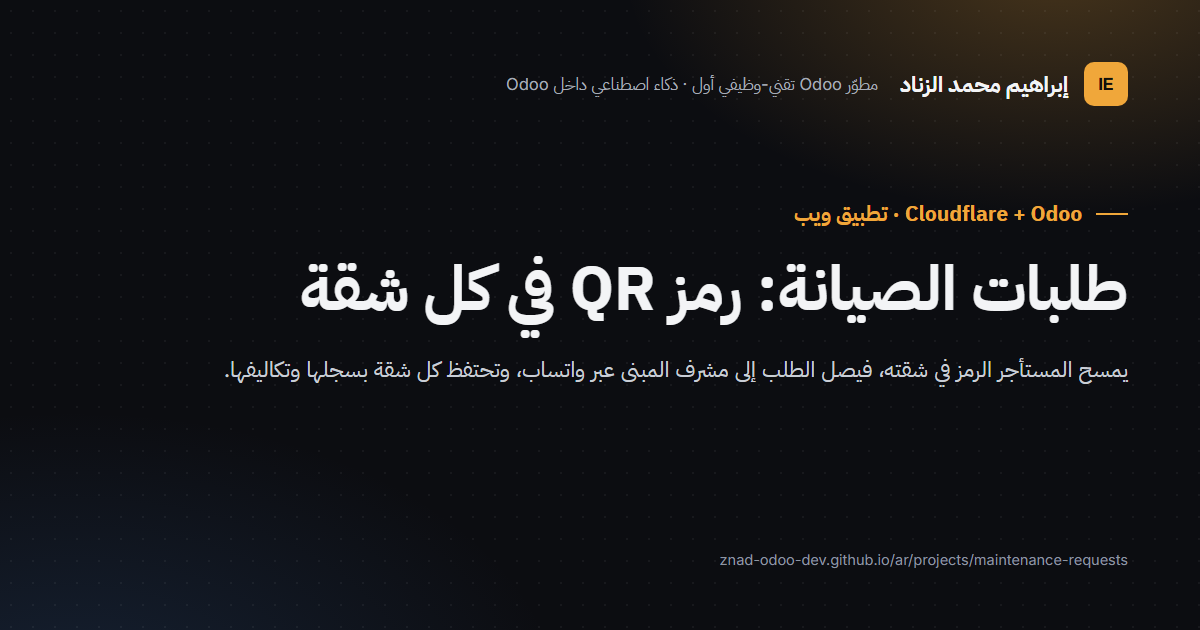 IE إبراهيم محمد الزناد مطوّر Odoo تقني-وظيفي أول · ذكاء اصطناعي داخل Odoo
Cloudflare + Odoo · تطبيق ويب
طلبات الصيانة: رمز QR في كل شقة
يمسح المستأجر الرمز في شقته، فيصل الطلب إلى مشرف المبنى عبر واتساب، وتحتفظ كل شقة بسجلها وتكاليفها.
znad-odoo-dev.github.io/ar/projects/maintenance-requests